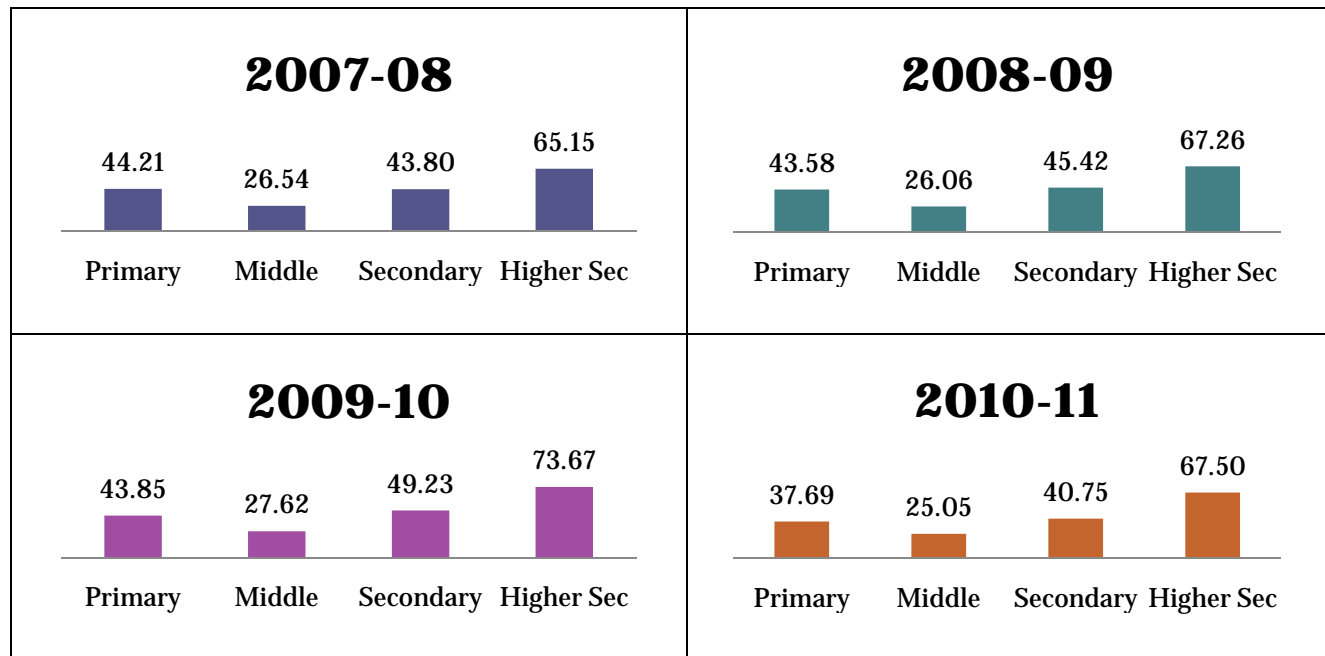 2007-08
44.21 26.54 43.80 65.15
Primary Middle Secondary Higher Sec
2008-09
43.58 26.06 45.42 67.26
Primary Middle Secondary Higher Sec
2009-10
43.85 27.62 49.23 73.67
Primary Middle Secondary Higher Sec
2010-11
37.69 25.05 40.75 67.50
Primary Middle Secondary Higher Sec